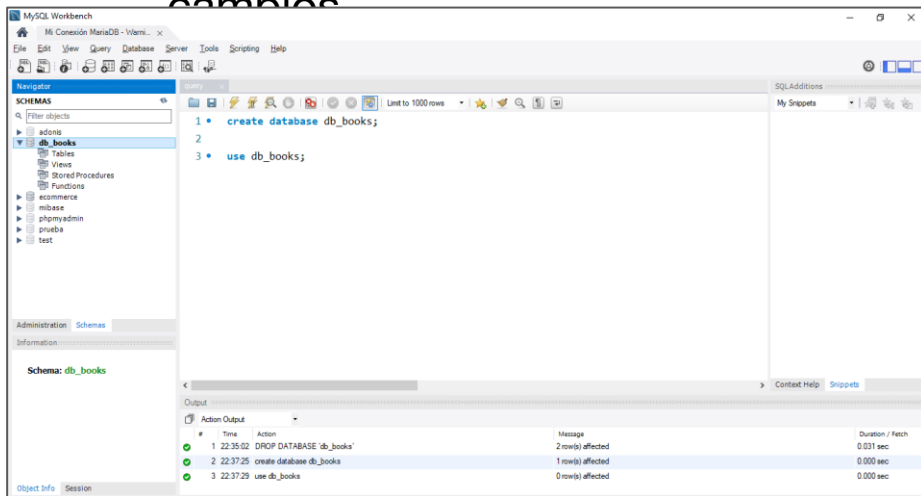 cambios
MySQL Workbench
Mi Conexión MariaDB - Warni... ×
File Edit View Query Database Server Tools Scripting Help
Navigator
SCHEMAS
Filter objects
adonis
db_books
Tables
Views
Stored Procedures
Functions
ecommerce
mibase
phpmyadmin
prueba
test
Administration Schemas
Information
Schema: db_books
Object Info Session
Query ×
Limit to 1000 rows
1 create database db_books;
2
3 use db_books;
SQLAdditions
My Snippets
Context Help Snippets
Output
Action Output
# Time Action Message Duration / Fetch
1 22:35:02 DROP DATABASE `db_books` 2 row(s) affected 0.031 sec
2 22:37:25 create database db_books 1 row(s) affected 0.000 sec
3 22:37:29 use db_books 0 row(s) affected 0.000 sec